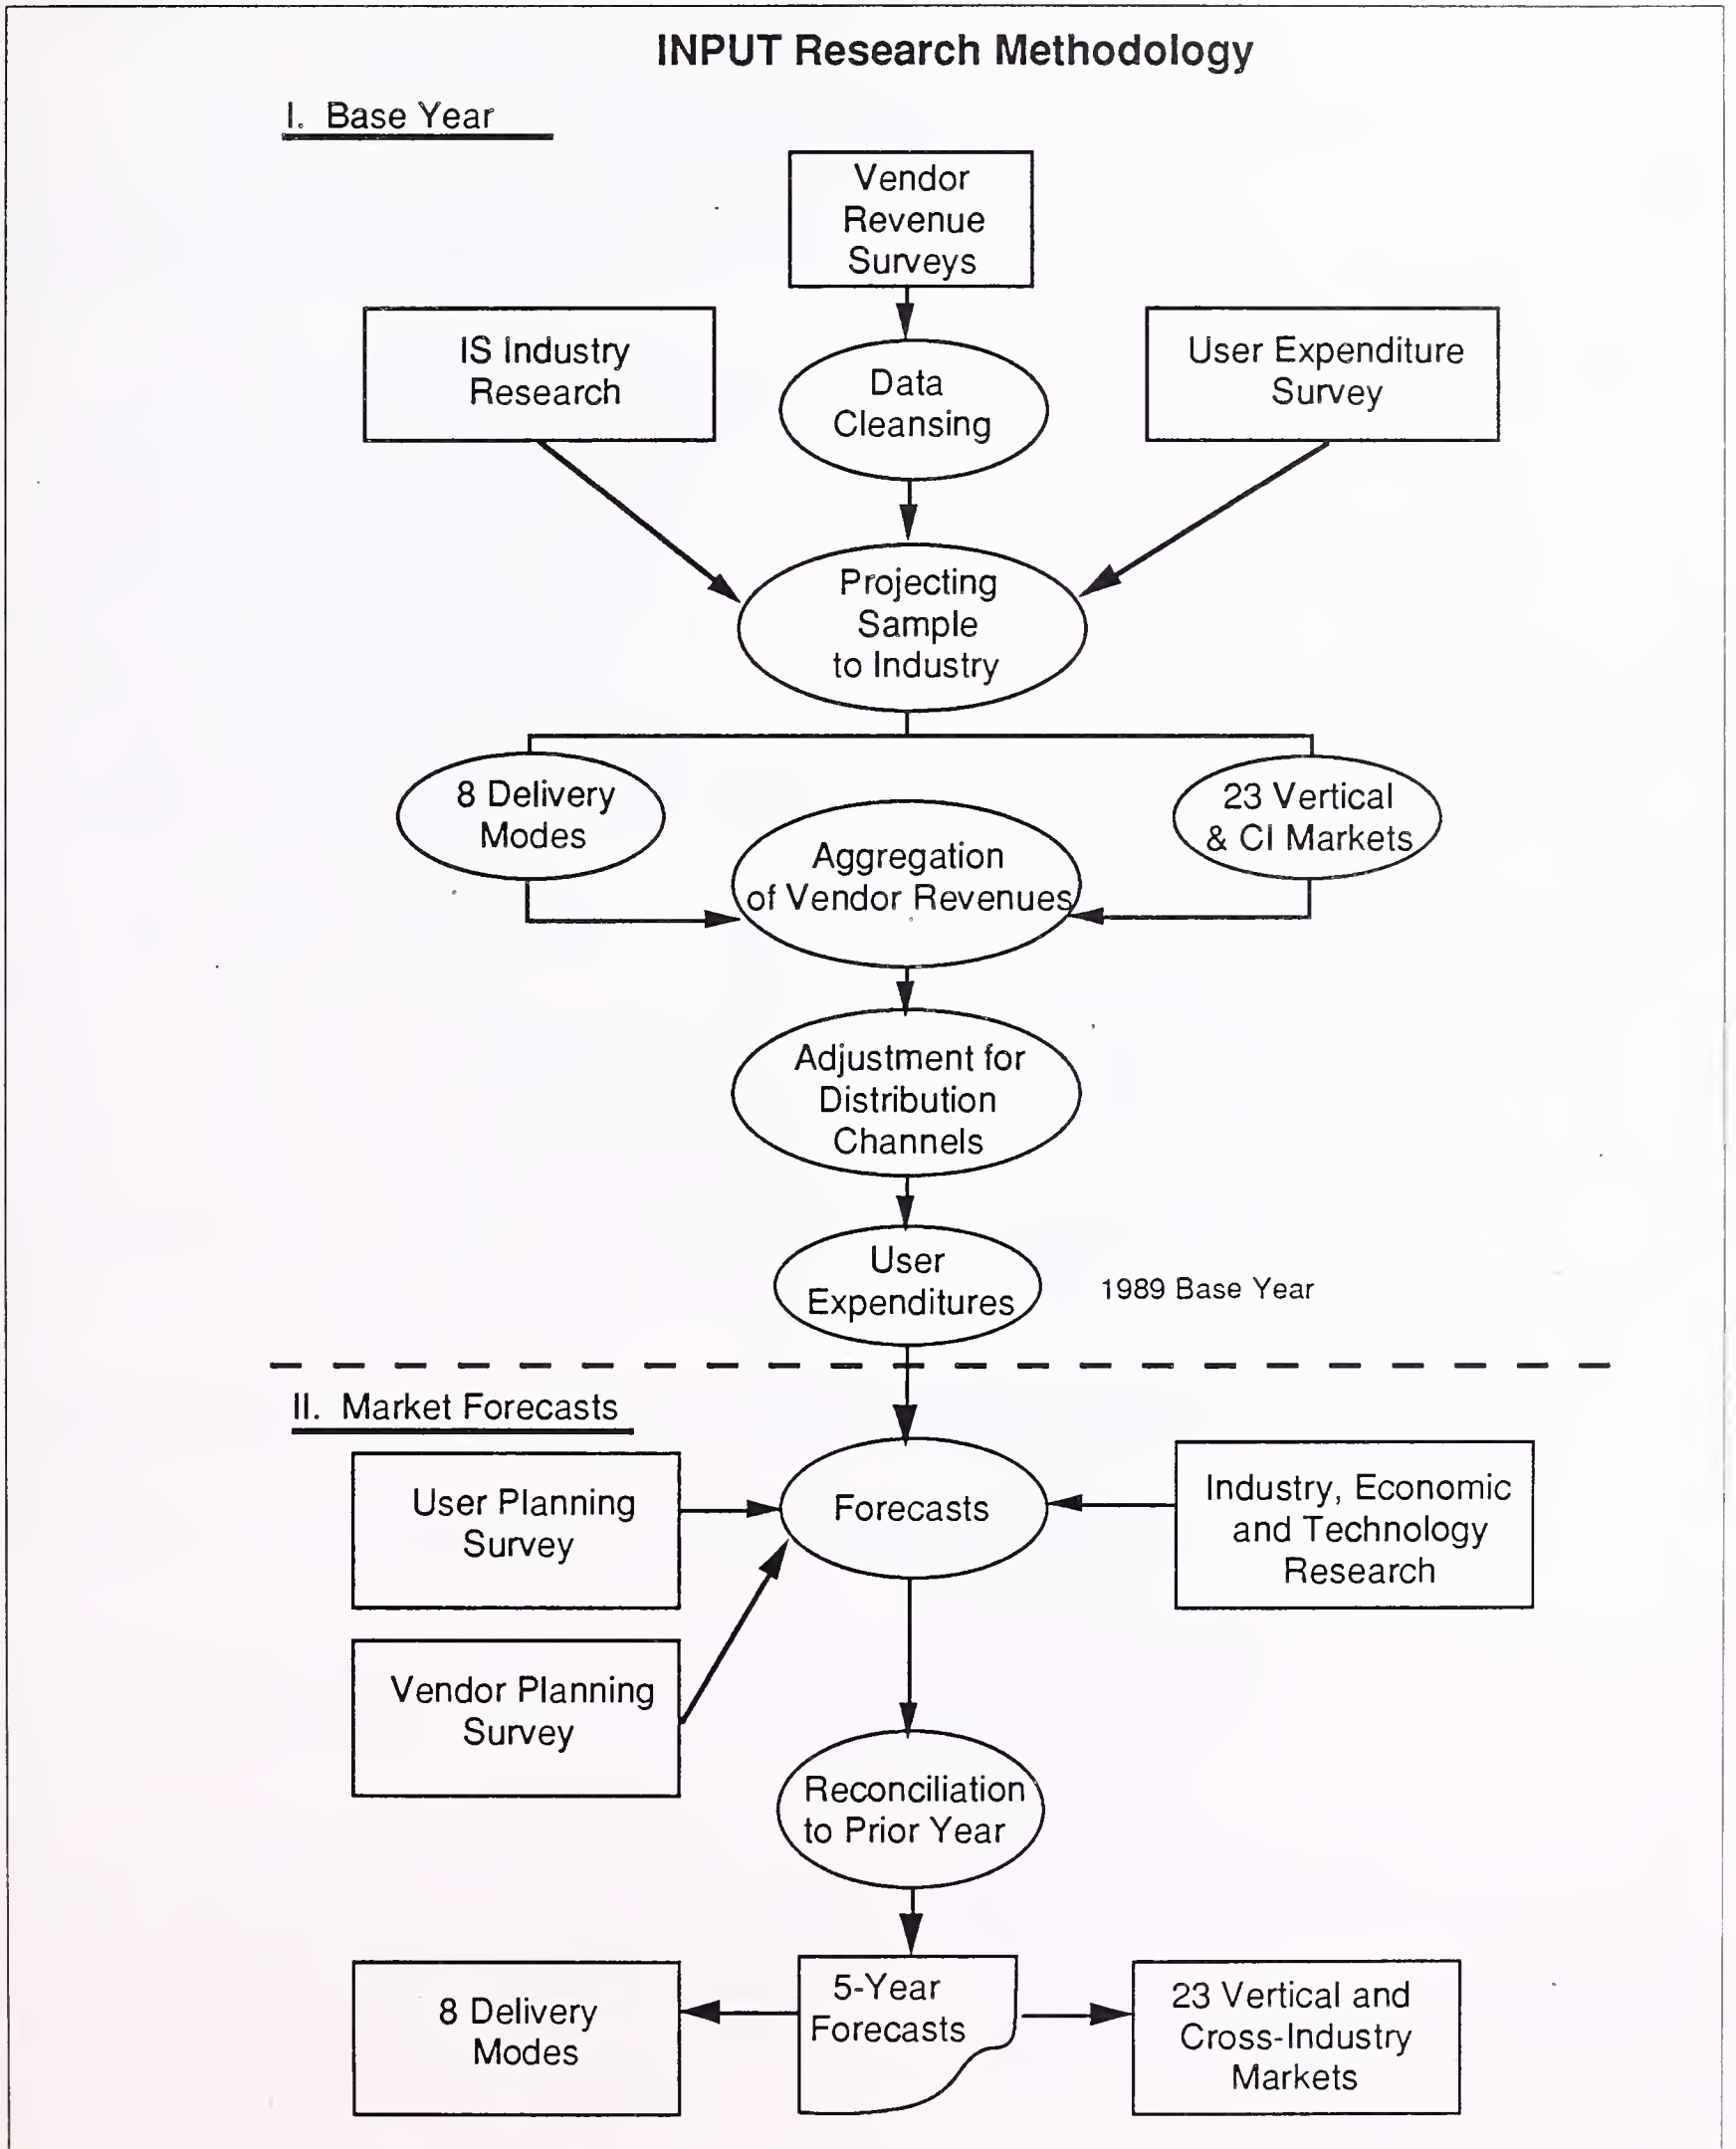 INPUT Research Methodology
I. Base Year
Vendor
Revenue
Surveys
IS Industry
Research
Data
Cleansing
User Expenditure
Survey
Projecting
Sample
to Industry
8 Delivery
Modes
23 Vertical
& CI Markets
Aggregation
of Vendor Revenues
Adjustment for
Distribution
Channels
User
Expenditures
1989 Base Year
II. Market Forecasts
User Planning
Survey
Forecasts
Industry, Economic
and Technology
Research
Vendor Planning
Survey
Reconciliation
to Prior Year
8 Delivery
Modes
5-Year
Forecasts
23 Vertical and
Cross-Industry
Markets